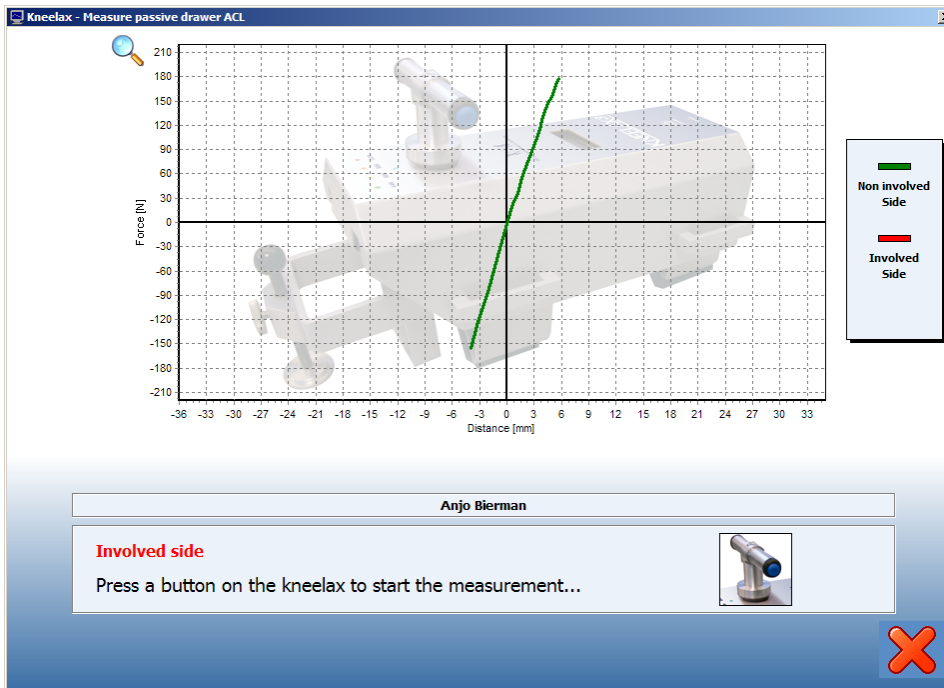 Kneelax - Measure passive drawer ACL
210
180
150
120
90
60
30
0
-30
-60
-90
-120
-150
-180
-210
Force [N]
-36 -33 -30 -27 -24 -21 -18 -15 -12 -9 -6 -3 0 3 6 9 12 15 18 21 24 27 30 33
Distance [mm]
Non involved
Side
Involved
Side
Anjo Bierman
Involved side
Press a button on the kneelax to start the measurement...